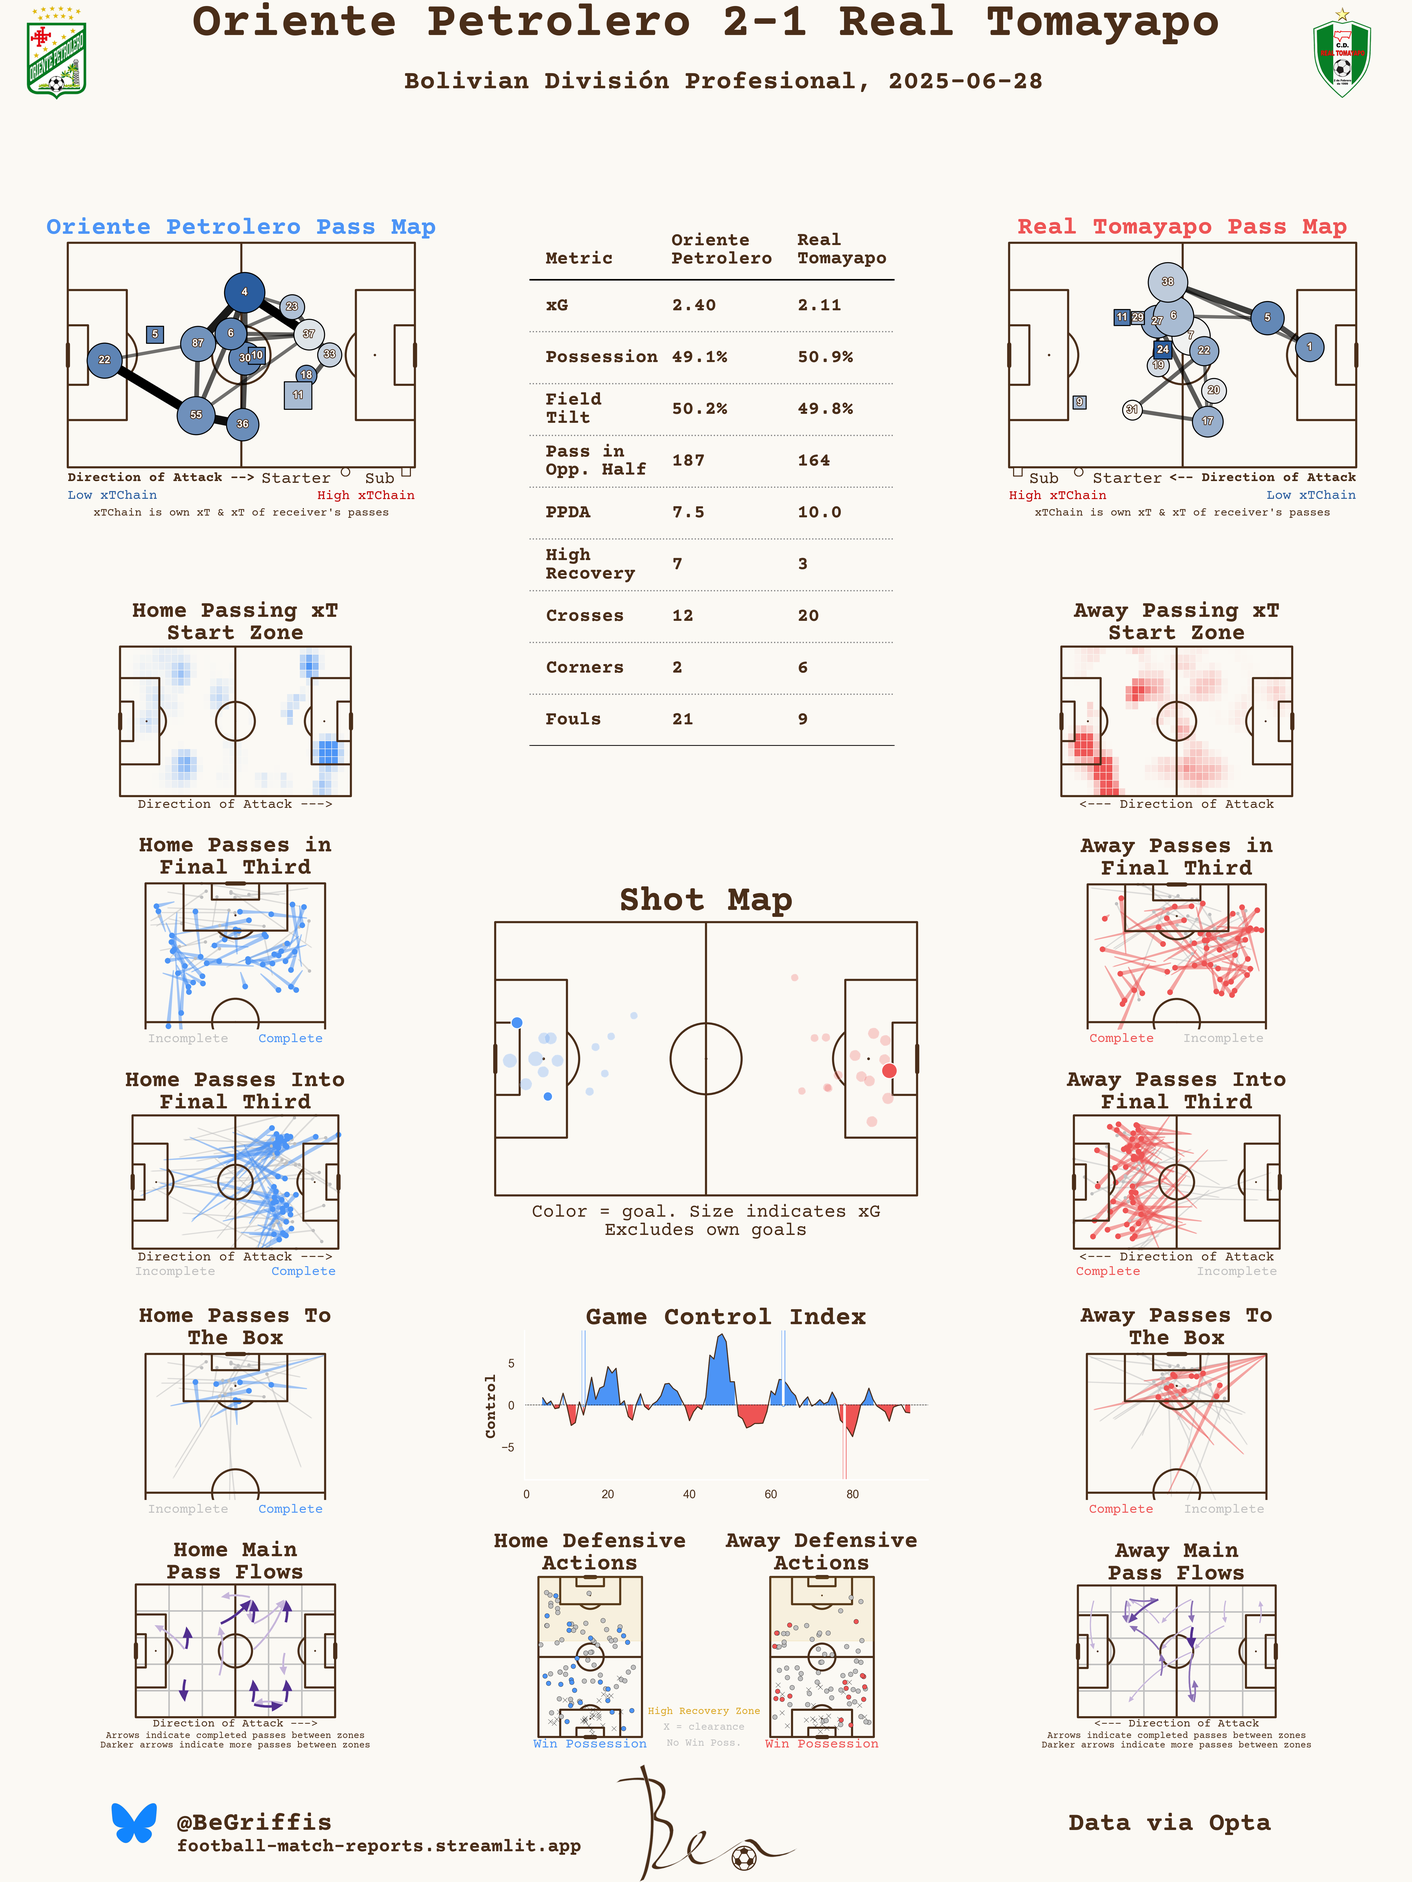 Oriente Petrolero 2-1 Real Tomayapo
Bolivian División Profesional, 2025-06-28
ORIENTE PETROLERO
C.D.
REAL TOMAYAPO
Oriente Petrolero Pass Map
4
23
5
6
37
87
22
30
10
33
18
11
55
36
Direction of Attack --> Starter Sub
Low xTChain High xTChain
xTChain is own xT & xT of receiver's passes
Metric Oriente Petrolero Real Tomayapo
xG 2.40 2.11
Possession 49.1% 50.9%
Field Tilt 50.2% 49.8%
Pass in Opp. Half 187 164
PPDA 7.5 10.0
High Recovery 7 3
Crosses 12 20
Corners 2 6
Fouls 21 9
Real Tomayapo Pass Map
38
11
29
27
6
5
7
24
22
1
19
20
9
31
17
Sub Starter <-- Direction of Attack
High xTChain Low xTChain
xTChain is own xT & xT of receiver's passes
Home Passing xT
Start Zone
Direction of Attack --->
Away Passing xT
Start Zone
<--- Direction of Attack
Home Passes in
Final Third
Incomplete Complete
Away Passes in
Final Third
Complete Incomplete
Shot Map
Color = goal. Size indicates xG
Excludes own goals
Home Passes Into
Final Third
Direction of Attack --->
Incomplete Complete
Away Passes Into
Final Third
<--- Direction of Attack
Complete Incomplete
Home Passes To
The Box
Incomplete Complete
Game Control Index
Control
5
0
−5
0 20 40 60 80
Away Passes To
The Box
Complete Incomplete
Home Main
Pass Flows
Direction of Attack --->
Arrows indicate completed passes between zones
Darker arrows indicate more passes between zones
Home Defensive
Actions
Win Possession
Away Defensive
Actions
Win Possession
High Recovery Zone
X = clearance
No Win Poss.
Away Main
Pass Flows
<--- Direction of Attack
Arrows indicate completed passes between zones
Darker arrows indicate more passes between zones
@BeGriffis
football-match-reports.streamlit.app
Ben
Data via Opta